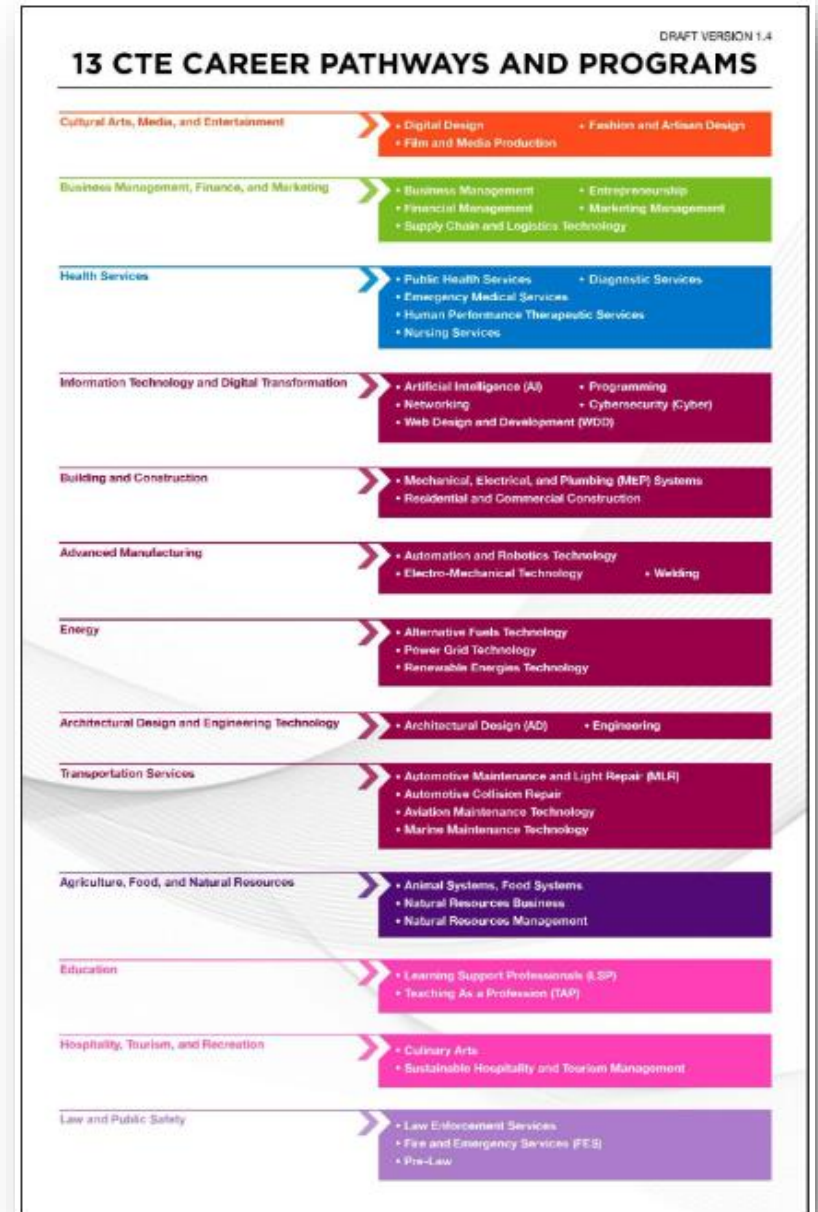 DRAFT VERSION 1.4
13 CTE CAREER PATHWAYS AND PROGRAMS
Cultural Arts, Media, and Entertainment
• Digital Design • Fashion and Artisan Design
• Film and Media Production
Business Management, Finance, and Marketing
• Business Management • Entrepreneurship
• Financial Management • Marketing Management
• Supply Chain and Logistics Technology
Health Services
• Public Health Services • Diagnostic Services
• Emergency Medical Services
• Human Performance Therapeutic Services
• Nursing Services
Information Technology and Digital Transformation
• Artificial Intelligence (AI) • Programming
• Networking • Cybersecurity (Cyber)
• Web Design and Development (WDD)
Building and Construction
• Mechanical, Electrical, and Plumbing (MEP) Systems
• Residential and Commercial Construction
Advanced Manufacturing
• Automation and Robotics Technology
• Electro-Mechanical Technology • Welding
Energy
• Alternative Fuels Technology
• Power Grid Technology
• Renewable Energies Technology
Architectural Design and Engineering Technology
• Architectural Design (AD) • Engineering
Transportation Services
• Automotive Maintenance and Light Repair (MLR)
• Automotive Collision Repair
• Aviation Maintenance Technology
• Marine Maintenance Technology
Agriculture, Food, and Natural Resources
• Animal Systems, Food Systems
• Natural Resources Business
• Natural Resources Management
Education
• Learning Support Professionals (LSP)
• Teaching As a Profession (TAP)
Hospitality, Tourism, and Recreation
• Culinary Arts
• Sustainable Hospitality and Tourism Management
Law and Public Safety
• Law Enforcement Services
• Fire and Emergency Services (FES)
• Pre-Law